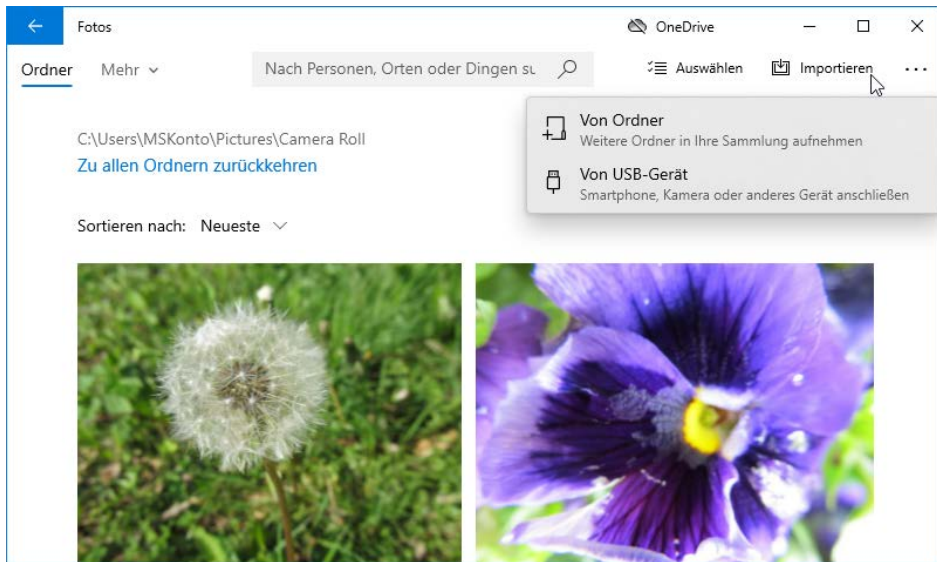 Fotos
OneDrive
Ordner
Mehr
Nach Personen, Orten oder Dingen su
Auswählen
Importieren
Von Ordner
Weitere Ordner in Ihre Sammlung aufnehmen
Von USB-Gerät
Smartphone, Kamera oder anderes Gerät anschließen
C:\Users\MSKonto\Pictures\Camera Roll
Zu allen Ordnern zurückkehren
Sortieren nach: Neueste